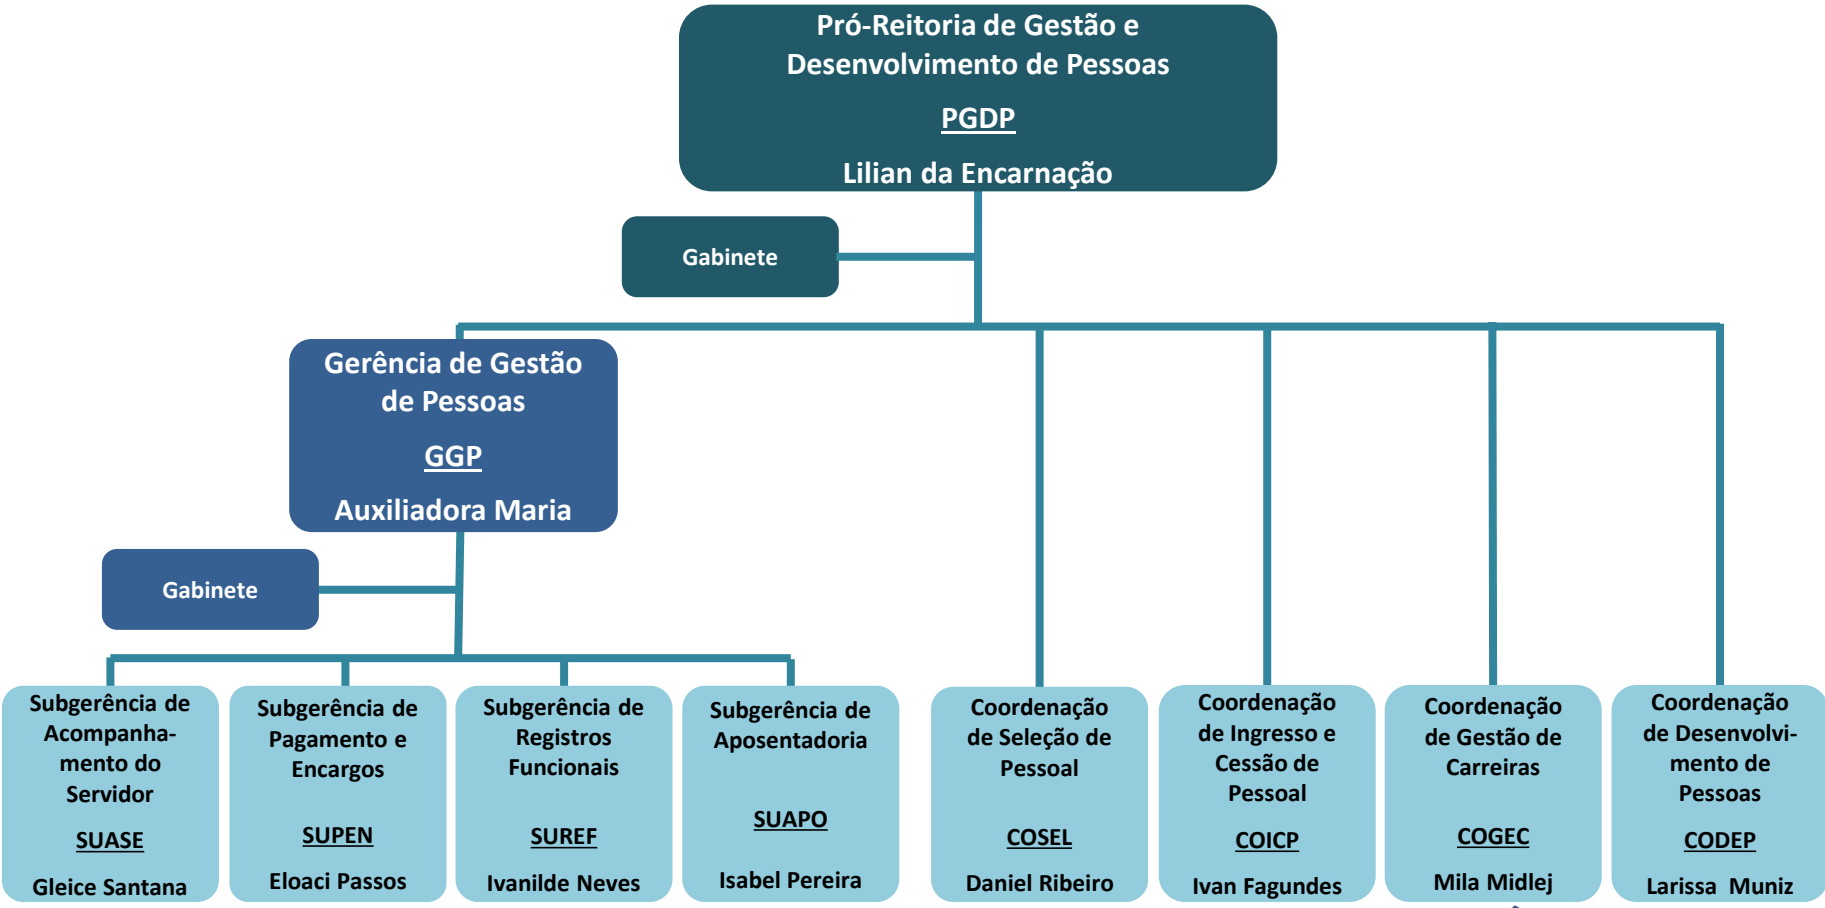 Pró-Reitoria de Gestão e
Desenvolvimento de Pessoas
PGDP
Lilian da Encarnação
Gabinete
Gerência de Gestão
de Pessoas
GGP
Auxiliadora Maria
Gabinete
Subgerência de
Acompanha-
mento do
Servidor
SUASE
Gleice Santana
Subgerência de
Pagamento e
Encargos
SUPEN
Eloaci Passos
Subgerência de
Registros
Funcionais
SUREF
Ivanilde Neves
Subgerência de
Aposentadoria
SUAPO
Isabel Pereira
Coordenação
de Seleção de
Pessoal
COSEL
Daniel Ribeiro
Coordenação
de Ingresso e
Cessão de
Pessoal
COICP
Ivan Fagundes
Coordenação
de Gestão de
Carreiras
COGEC
Mila Midlej
Coordenação
de Desenvolvi-
mento de
Pessoas
CODEP
Larissa Muniz